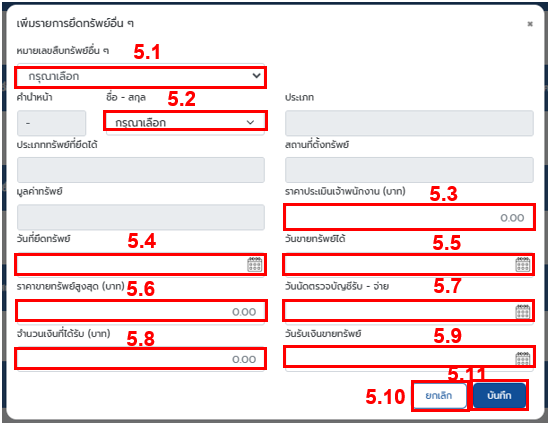 เพิ่มรายการยึดทรัพย์อื่น ๆ ×
หมายเลขสืบทรัพย์อื่น ๆ 5.1
กรุณาเลือก
คำนำหน้า ชื่อ - สกุล 5.2 ประเภท
- กรุณาเลือก
ประเภททรัพย์ที่ยึดได้ สถานที่ตั้งทรัพย์
มูลค่าทรัพย์ ราคาประเมินเจ้าพนักงาน (บาท) 5.3
0.00
วันที่ยึดทรัพย์ 5.4 วันขายทรัพย์ได้ 5.5
ราคาขายทรัพย์สูงสุด (บาท) 5.6 วันนัดตรวจบัญชีรับ - จ่าย 5.7
0.00
จำนวนเงินที่ได้รับ (บาท) 5.8 วันรับเงินขายทรัพย์ 5.9
0.00
5.10 ยกเลิก 5.11 บันทึก